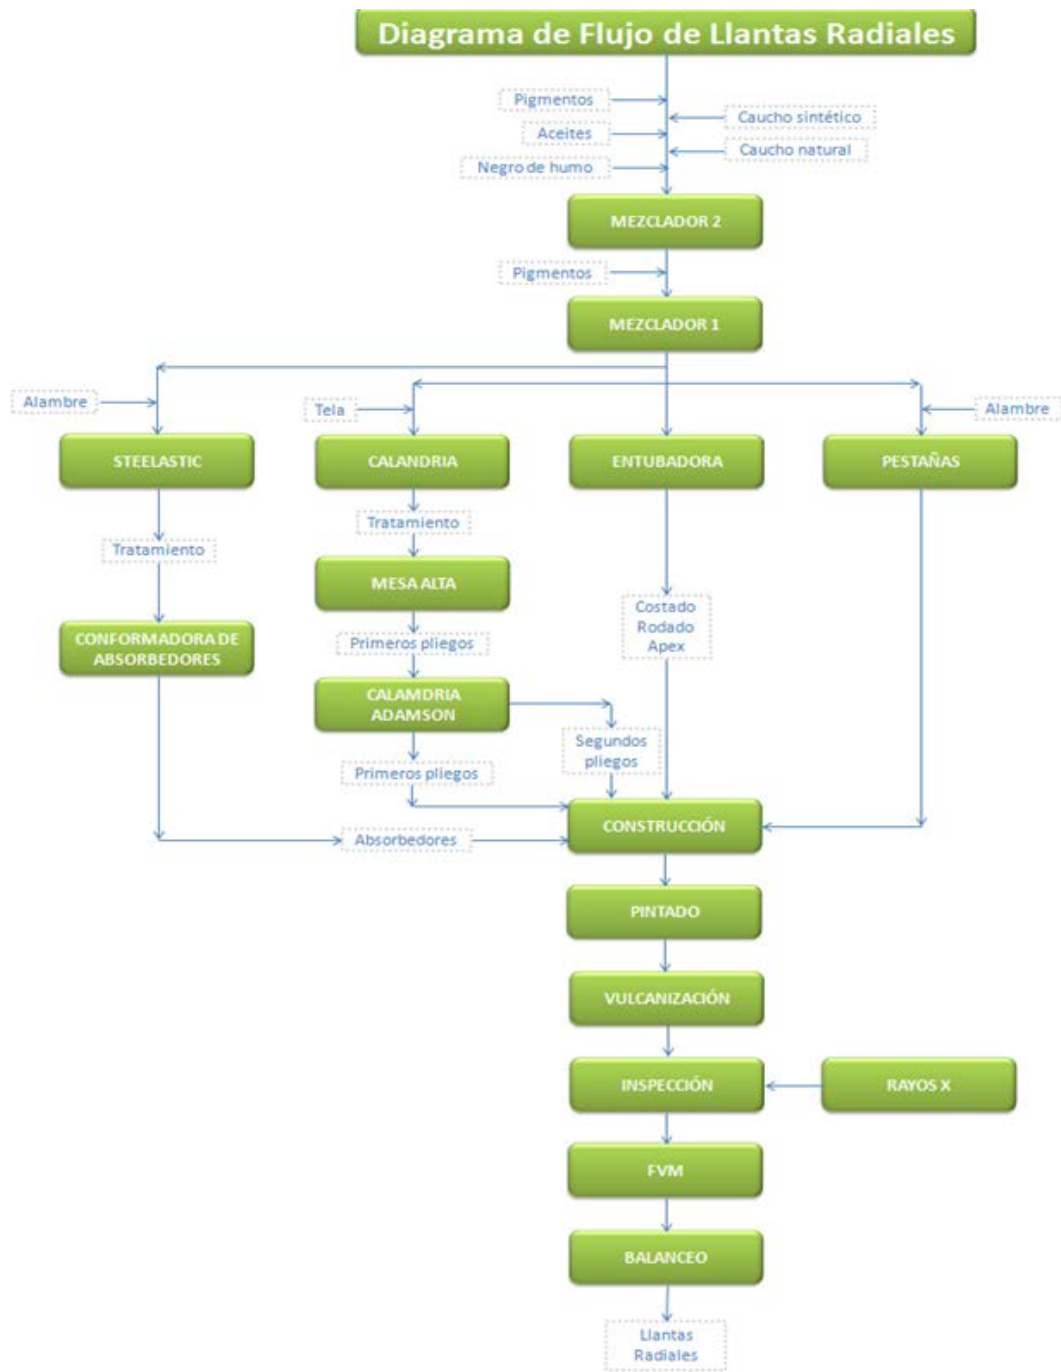 Diagrama de Flujo de Llantas Radiales
Pigmentos
Caucho sintético
Aceites
Caucho natural
Negro de humo
MEZCLADOR 2
Pigmentos
MEZCLADOR 1
Alambre
Tela
Alambre
STEELASTIC
CALANDRIA
ENTUBADORA
PESTAÑAS
Tratamiento
Tratamiento
MESA ALTA
Costado
Rodado
Apex
CONFORMADORA DE
ABSORBEDORES
Primeros pliegos
CALAMDRIA
ADAMSON
Segundos
pliegos
Primeros pliegos
CONSTRUCCIÓN
Absorbedores
PINTADO
VULCANIZACIÓN
INSPECCIÓN
RAYOS X
FVM
BALANCEO
Llantas
Radiales